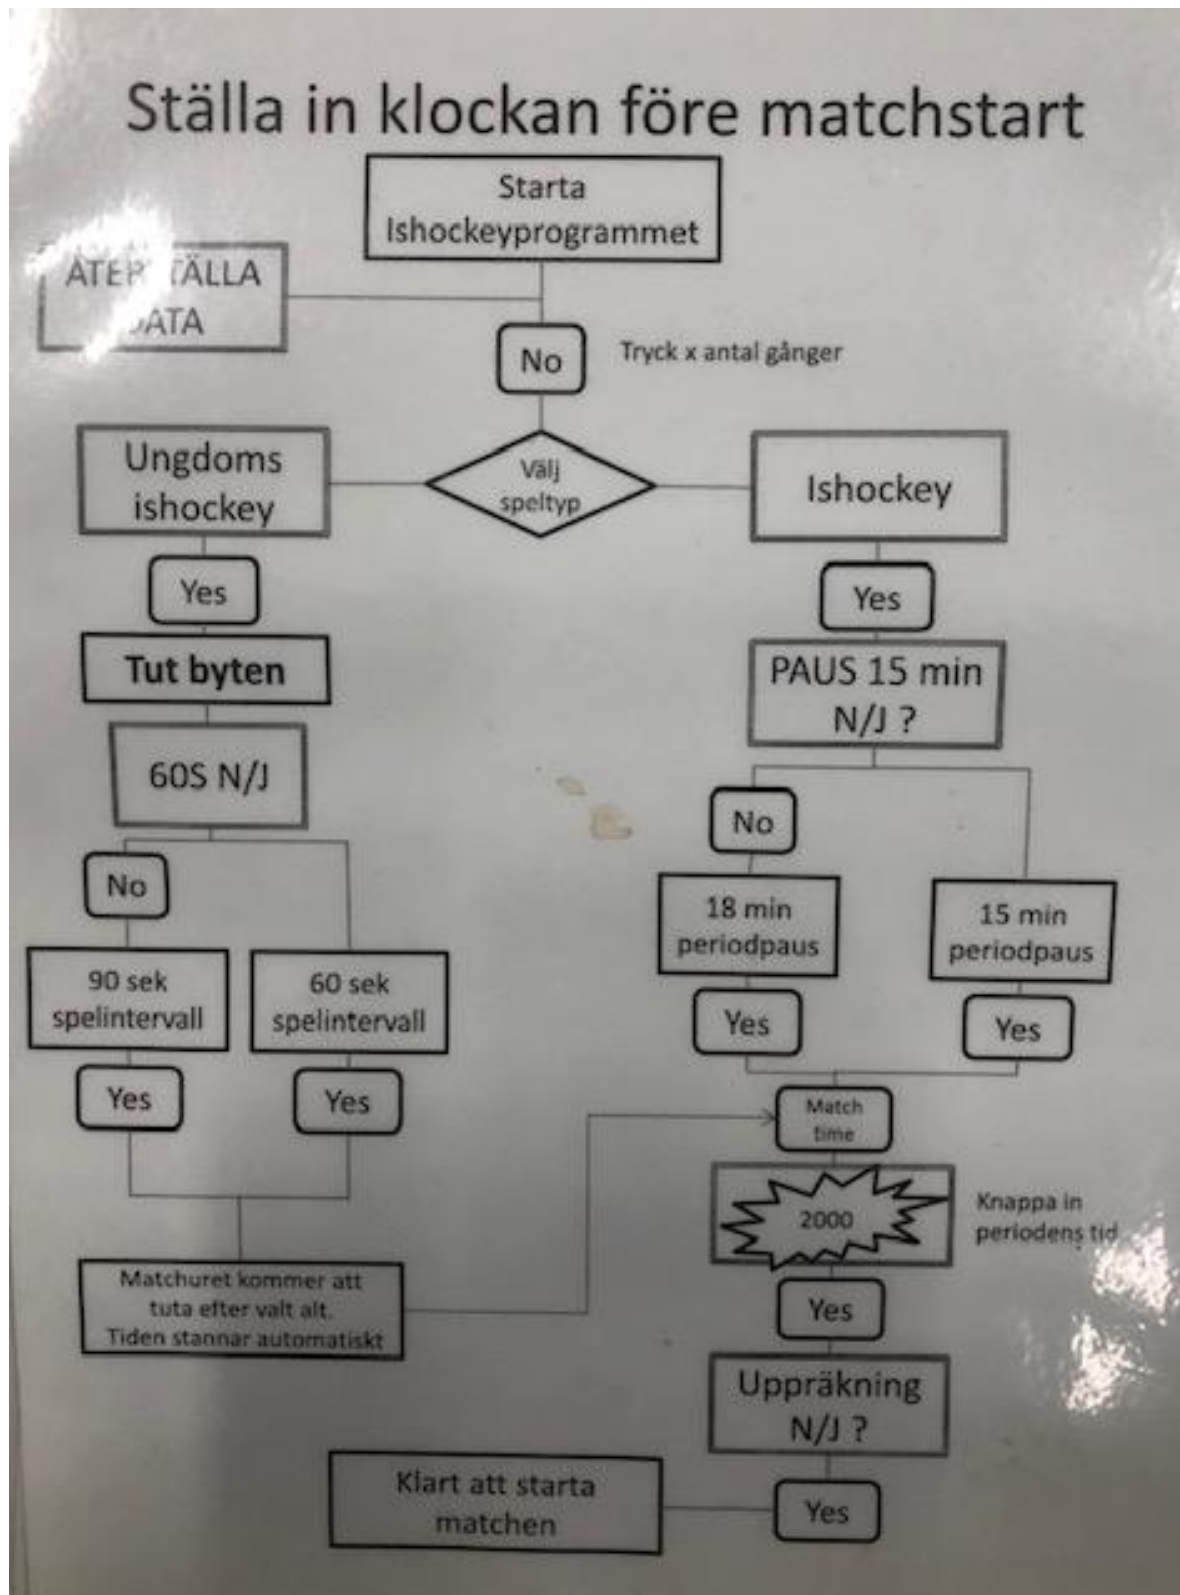 Ställa in klockan före matchstart
Starta
Ishockeyprogrammet
No
Tryck x antal gånger
Välj
speltyp
Ungdoms
ishockey
Yes
Tut byten
60S N/J
No
90 sek
spelintervall
Yes
60 sek
spelintervall
Yes
Matchuret kommer att
tuta efter valt alt.
Tiden stannar automatiskt
Ishockey
Yes
PAUS 15 min
N/J ?
No
18 min
periodpaus
Yes
15 min
periodpaus
Yes
Match
time
2000
Knappa in
periodens tid
Yes
Uppräkning
N/J ?
Yes
Klart att starta
matchen